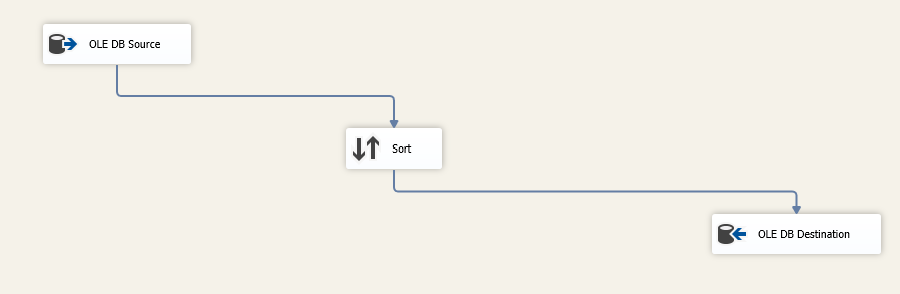 OLE DB Source
Sort
OLE DB Destination